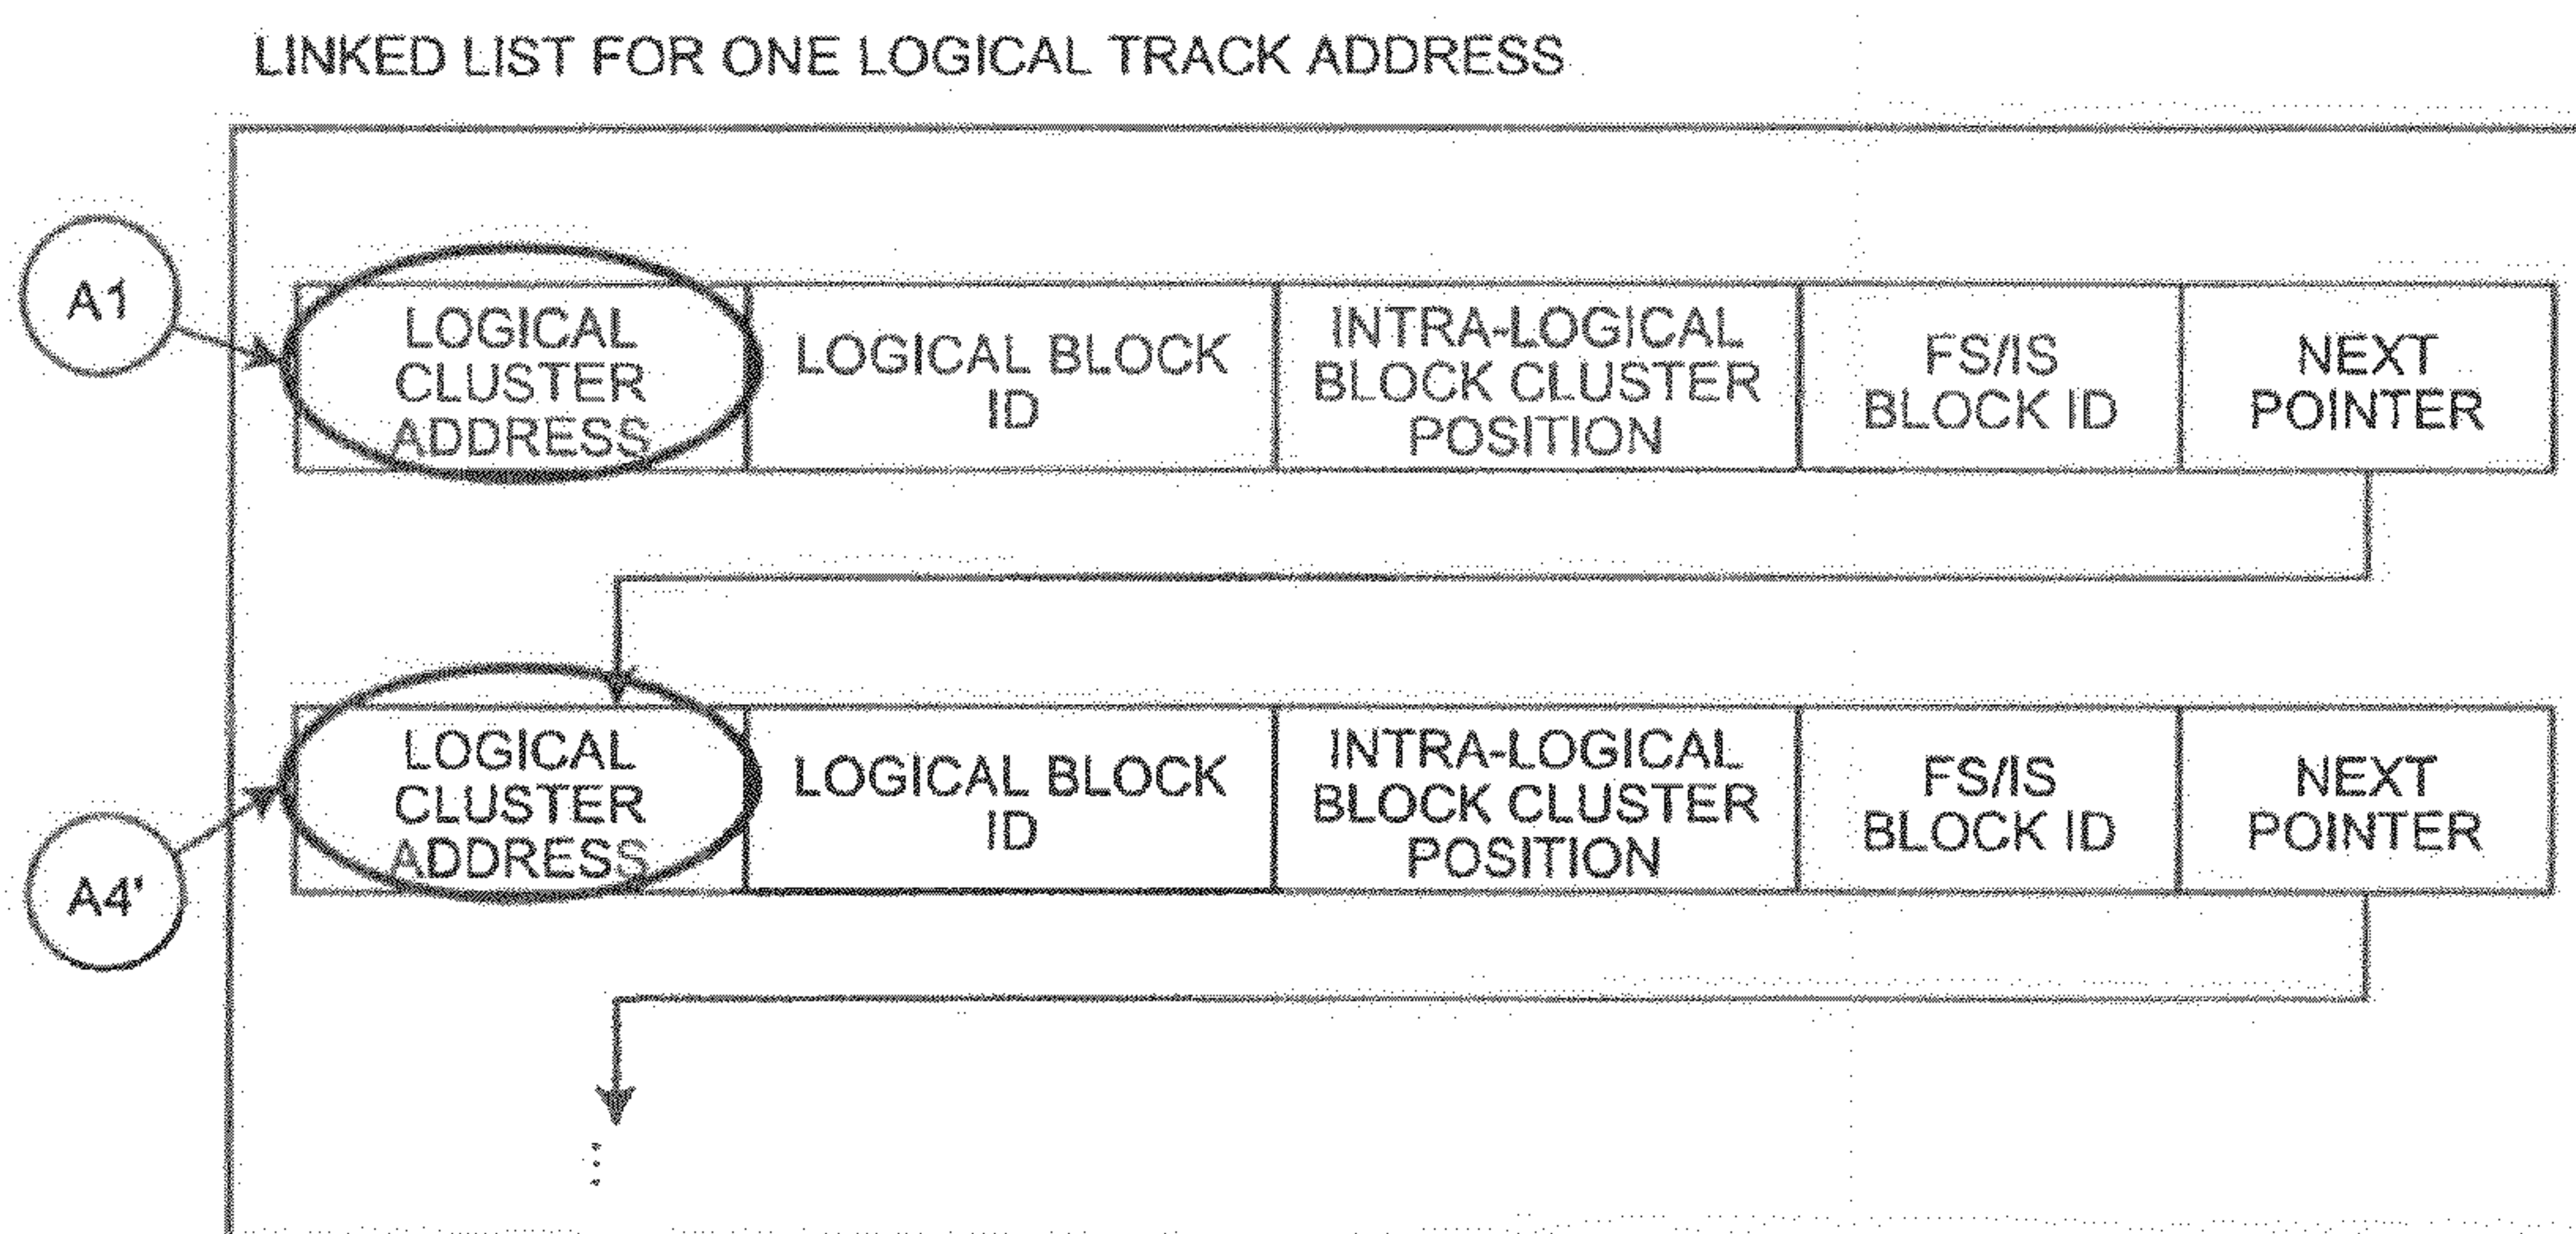 LINKED LIST FOR ONE LOGICAL TRACK ADDRESS
A1
LOGICAL
CLUSTER
ADDRESS
LOGICAL BLOCK
ID
INTRA-LOGICAL
BLOCK CLUSTER
POSITION
FS/IS
BLOCK ID
NEXT
POINTER
A4'
LOGICAL
CLUSTER
ADDRESS
LOGICAL BLOCK
ID
INTRA-LOGICAL
BLOCK CLUSTER
POSITION
FS/IS
BLOCK ID
NEXT
POINTER